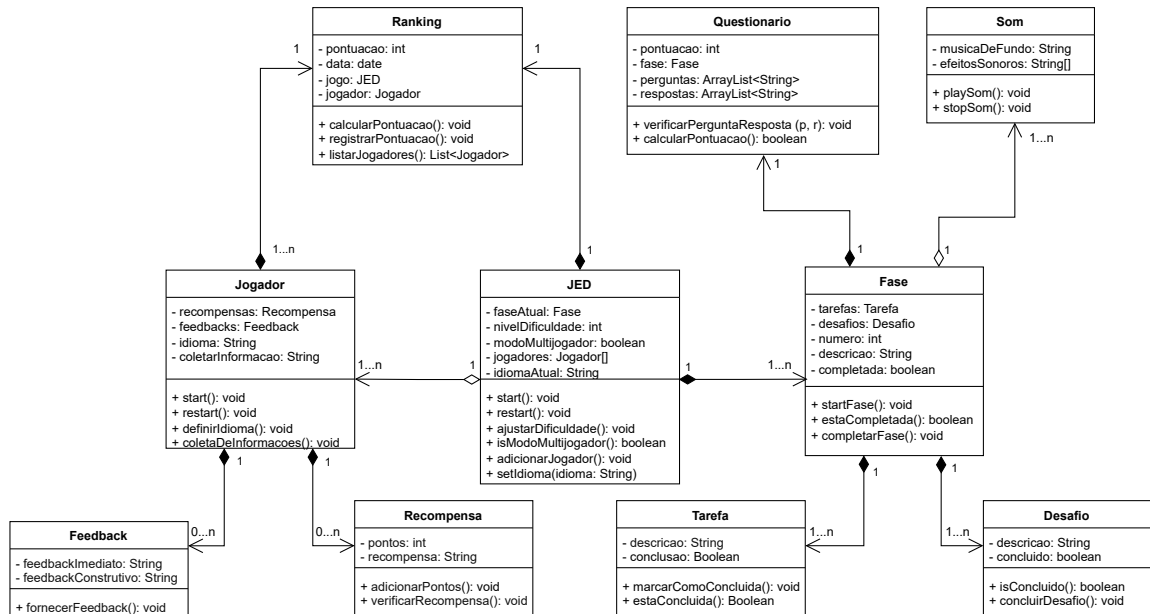 Ranking
- pontuacao: int
- data: date
- jogo: JED
- jogador: Jogador
+ calcularPontuacao(): void
+ registrarPontuacao(): void
+ listarJogadores(): List<Jogador>
Questionario
- pontuacao: int
- fase: Fase
- perguntas: ArrayList<String>
- respostas: ArrayList<String>
+ verificarPerguntaResposta (p, r): void
+ calcularPontuacao(): boolean
Som
- musicaDeFundo: String
- efeitosSonoros: String[]
+ playSom(): void
+ stopSom(): void
1
1
1
1...n
1...n
1
1
1
Jogador
- recompensas: Recompensa
- feedbacks: Feedback
- idioma: String
- coletarInformacao: String
+ start(): void
+ restart(): void
+ definirIdioma(): void
+ coletaDeInformacoes(): void
1...n
1
JED
- faseAtual: Fase
- nivelDificuldade: int
- modoMultijogador: boolean
- jogadores: Jogador[]
- idiomaAtual: String
+ start(): void
+ restart(): void
+ ajustarDificuldade(): void
+ isModoMultijogador(): boolean
+ adicionarJogador(): void
+ setIdioma(idioma: String)
1
1...n
Fase
- tarefas: Tarefa
- desafios: Desafio
- numero: int
- descricao: String
- completada: boolean
+ startFase(): void
+ estaCompletada(): boolean
+ completarFase(): void
1
1
1
1
0...n
0...n
1...n
1...n
Feedback
- feedbackImediato: String
- feedbackConstrutivo: String
+ fornecerFeedback(): void
Recompensa
- pontos: int
- recompensa: String
+ adicionarPontos(): void
+ verificarRecompensa(): void
Tarefa
- descricao: String
- conclusao: Boolean
+ marcarComoConcluida(): void
+ estaConcluida(): Boolean
Desafio
- descricao: String
- concluido: boolean
+ isConcluido(): boolean
+ concluirDesafio(): void